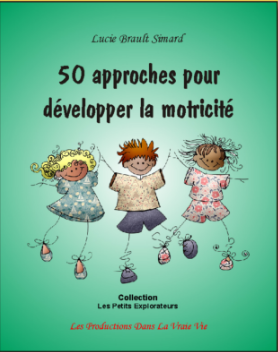 Lucie Brault Simard
50 approches pour
développer la motricité
Collection
Les Petits Explorateurs
Les Productions Dans La Vraie Vie